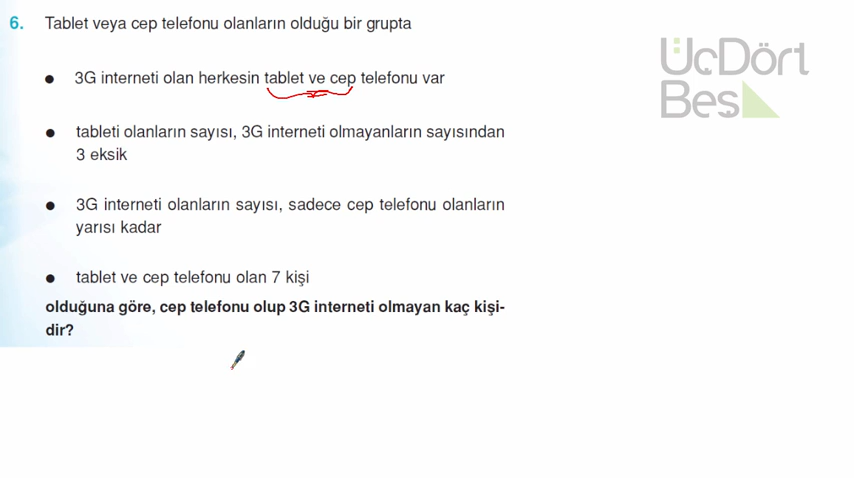 6. Tablet veya cep telefonu olanların olduğu bir grupta
ÜçDört
Beş
● 3G interneti olan herkesin tablet ve cep telefonu var
● tableti olanların sayısı, 3G interneti olmayanların sayısından
3 eksik
● 3G interneti olanların sayısı, sadece cep telefonu olanların
yarısı kadar
● tablet ve cep telefonu olan 7 kişi
olduğuna göre, cep telefonu olup 3G interneti olmayan kaç kişi-
dir?